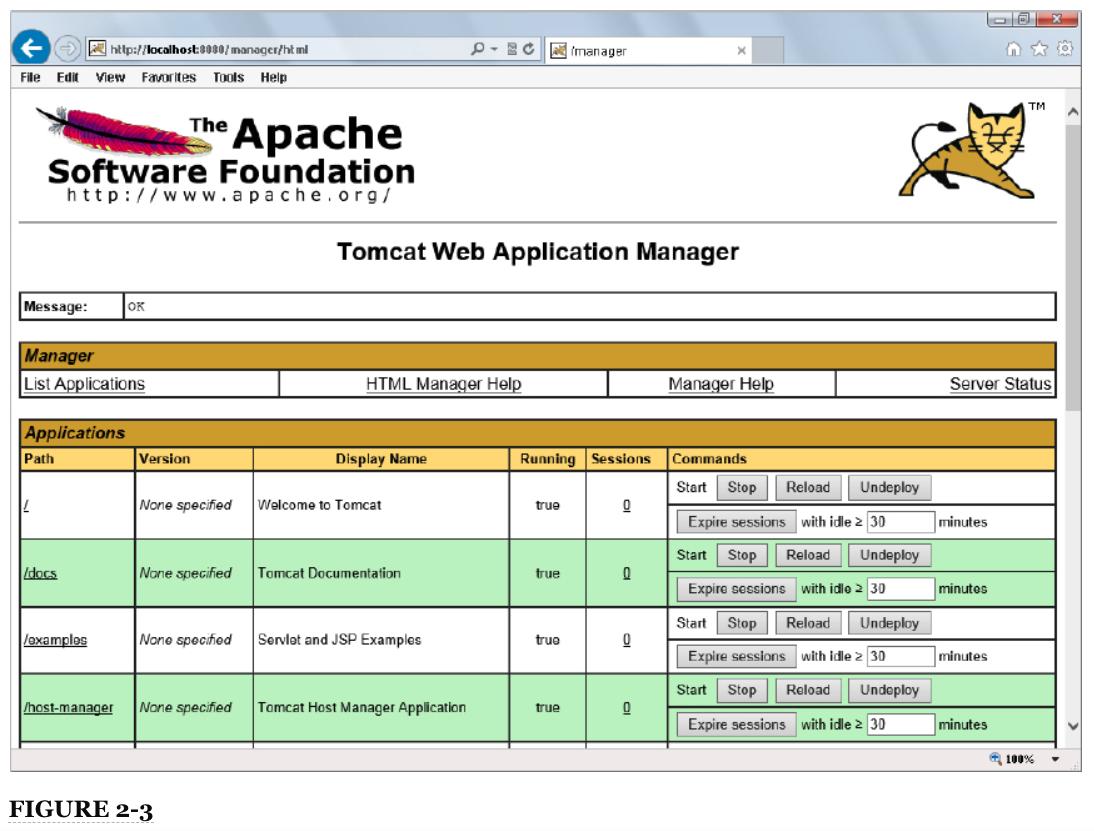 http://localhost:8080/manager/html
/manager
File Edit View Favorites Tools Help
The Apache
Software Foundation
http://www.apache.org/
TM
Tomcat Web Application Manager
Message: OK
Manager
List Applications HTML Manager Help Manager Help Server Status
Applications
Path Version Display Name Running Sessions Commands
/ None specified Welcome to Tomcat true 0 Start Stop Reload Undeploy
Expire sessions with idle ≥ 30 minutes
/docs None specified Tomcat Documentation true 0 Start Stop Reload Undeploy
Expire sessions with idle ≥ 30 minutes
/examples None specified Servlet and JSP Examples true 0 Start Stop Reload Undeploy
Expire sessions with idle ≥ 30 minutes
/host-manager None specified Tomcat Host Manager Application true 0 Start Stop Reload Undeploy
Expire sessions with idle ≥ 30 minutes
100%
FIGURE 2-3